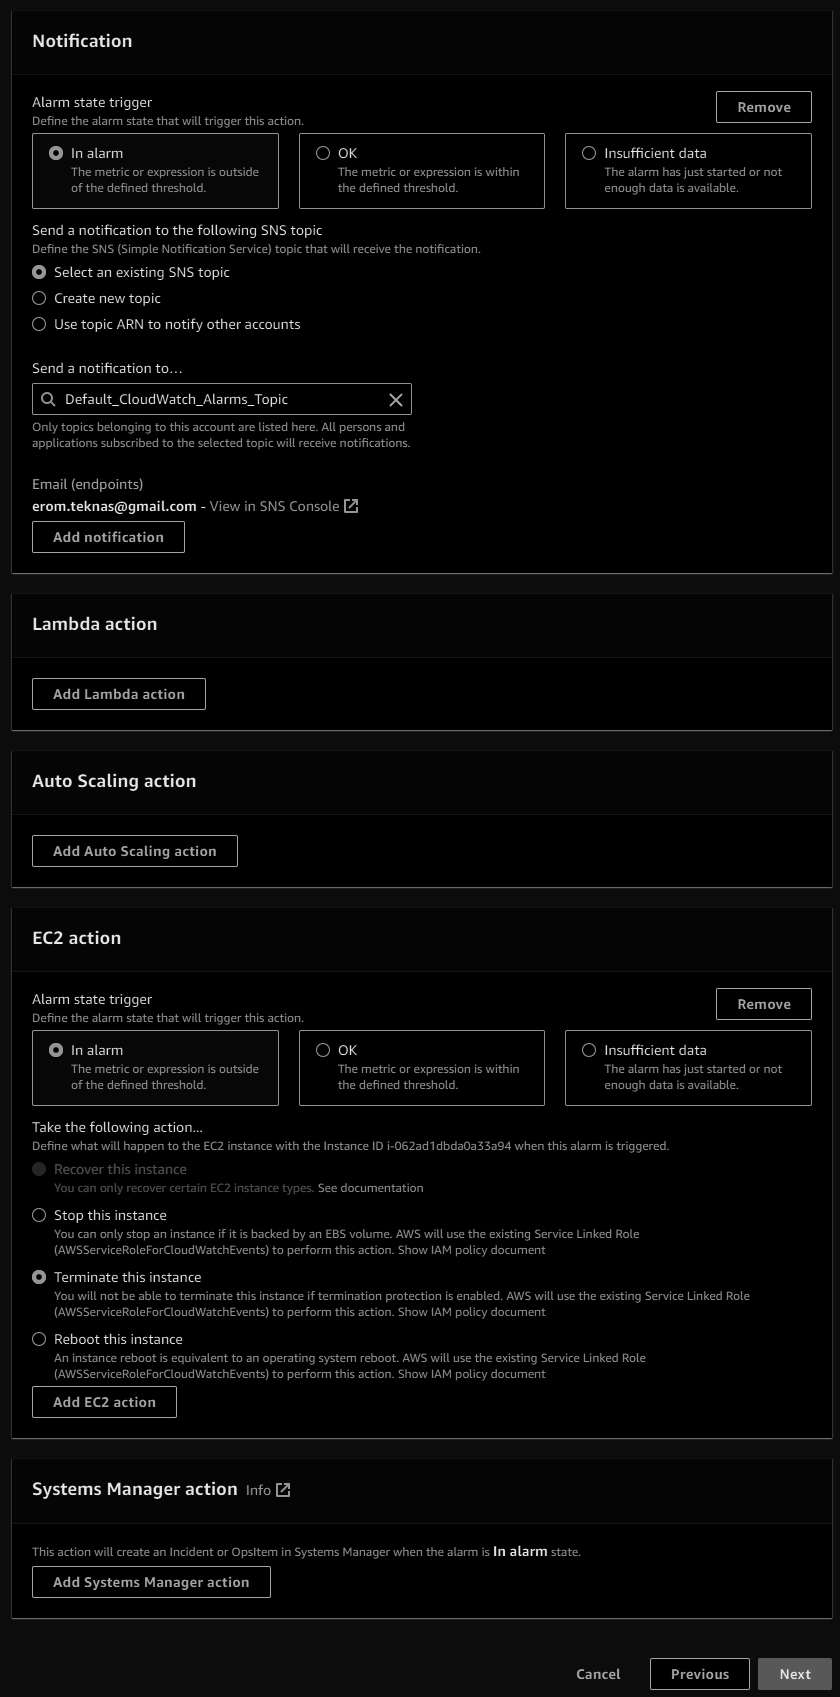 Notification
Alarm state trigger
Define the alarm state that will trigger this action.
Remove
In alarm
The metric or expression is outside
of the defined threshold.
OK
The metric or expression is within
the defined threshold.
Insufficient data
The alarm has just started or not
enough data is available.
Send a notification to the following SNS topic
Define the SNS (Simple Notification Service) topic that will receive the notification.
Select an existing SNS topic
Create new topic
Use topic ARN to notify other accounts
Send a notification to…
Default_CloudWatch_Alarms_Topic
Only topics belonging to this account are listed here. All persons and
applications subscribed to the selected topic will receive notifications.
Email (endpoints)
erom.teknas@gmail.com - View in SNS Console
Add notification
Lambda action
Add Lambda action
Auto Scaling action
Add Auto Scaling action
EC2 action
Alarm state trigger
Define the alarm state that will trigger this action.
Remove
In alarm
The metric or expression is outside
of the defined threshold.
OK
The metric or expression is within
the defined threshold.
Insufficient data
The alarm has just started or not
enough data is available.
Take the following action...
Define what will happen to the EC2 instance with the Instance ID i-062ad1dbda0a33a94 when this alarm is triggered.
Recover this instance
You can only recover certain EC2 instance types. See documentation
Stop this instance
You can only stop an instance if it is backed by an EBS volume. AWS will use the existing Service Linked Role
(AWSServiceRoleForCloudWatchEvents) to perform this action. Show IAM policy document
Terminate this instance
You will not be able to terminate this instance if termination protection is enabled. AWS will use the existing Service Linked Role
(AWSServiceRoleForCloudWatchEvents) to perform this action. Show IAM policy document
Reboot this instance
An instance reboot is equivalent to an operating system reboot. AWS will use the existing Service Linked Role
(AWSServiceRoleForCloudWatchEvents) to perform this action. Show IAM policy document
Add EC2 action
Systems Manager action Info
This action will create an Incident or OpsItem in Systems Manager when the alarm is In alarm state.
Add Systems Manager action
Cancel
Previous
Next